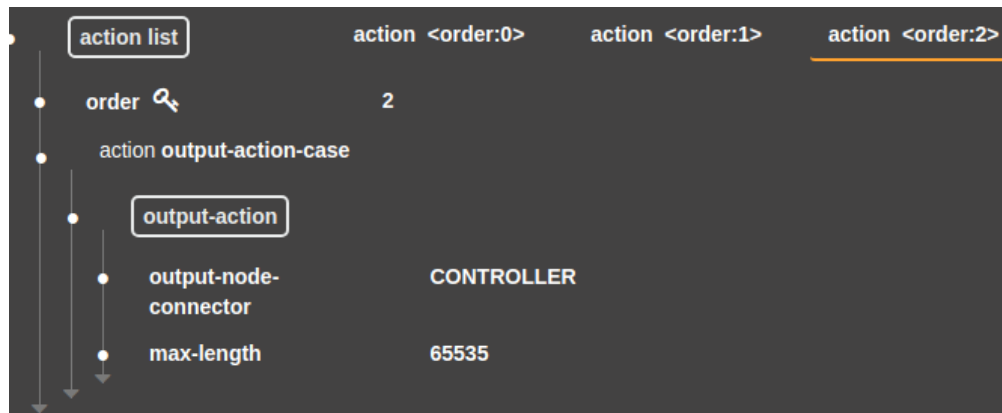 action list action <order:0> action <order:1> action <order:2>
order 2
action output-action-case
output-action
output-node-
connector CONTROLLER
max-length 65535